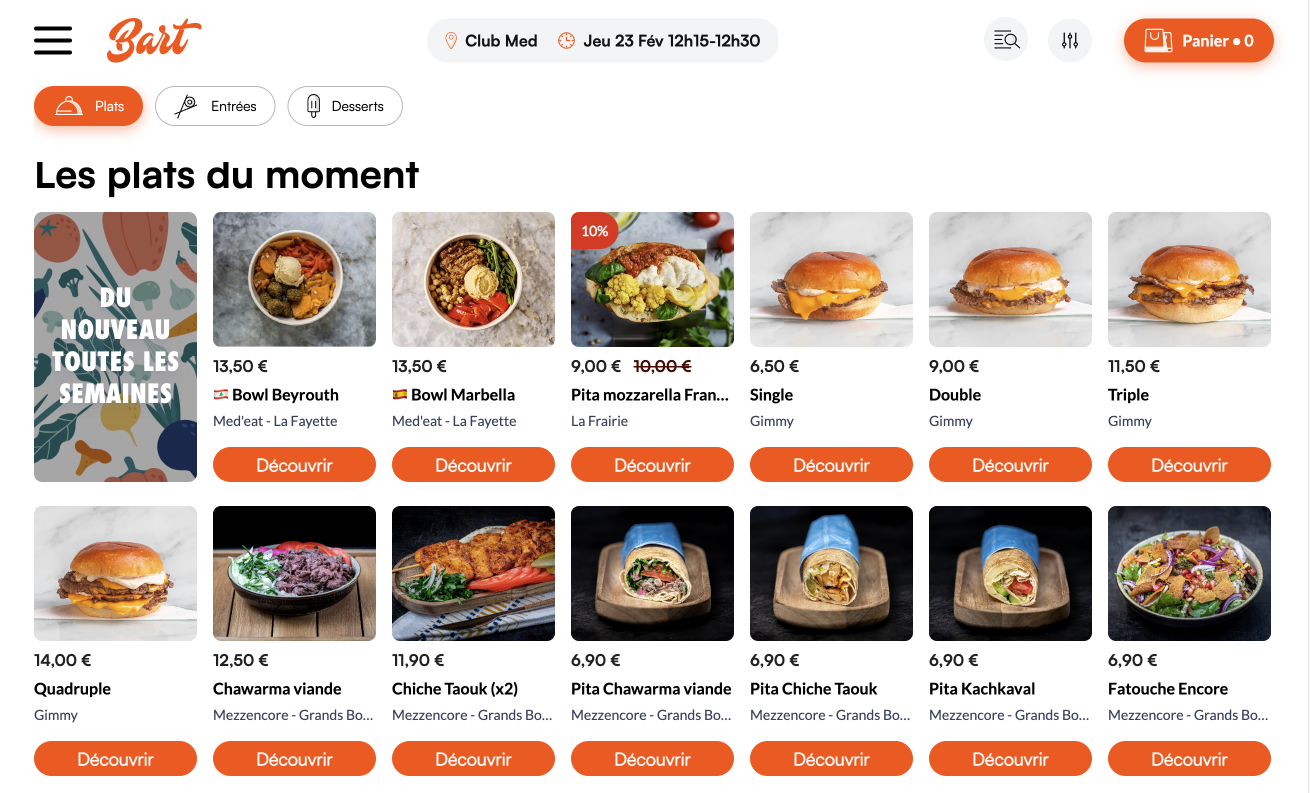 Bart
Club Med
Jeu 23 Fév 12h15-12h30
Panier • 0
Plats
Entrées
Desserts
Les plats du moment
DU
NOUVEAU
TOUTES LES
SEMAINES
13,50 €
🇱🇧 Bowl Beyrouth
Med'eat - La Fayette
Découvrir
13,50 €
🇪🇸 Bowl Marbella
Med'eat - La Fayette
Découvrir
10%
9,00 € 10,00 €
Pita mozzarella Fran...
La Frairie
Découvrir
6,50 €
Single
Gimmy
Découvrir
9,00 €
Double
Gimmy
Découvrir
11,50 €
Triple
Gimmy
Découvrir
14,00 €
Quadruple
Gimmy
Découvrir
12,50 €
Chawarma viande
Mezzencore - Grands Bo...
Découvrir
11,90 €
Chiche Taouk (x2)
Mezzencore - Grands Bo...
Découvrir
6,90 €
Pita Chawarma viande
Mezzencore - Grands Bo...
Découvrir
6,90 €
Pita Chiche Taouk
Mezzencore - Grands Bo...
Découvrir
6,90 €
Pita Kachkaval
Mezzencore - Grands Bo...
Découvrir
6,90 €
Fatouche Encore
Mezzencore - Grands Bo...
Découvrir